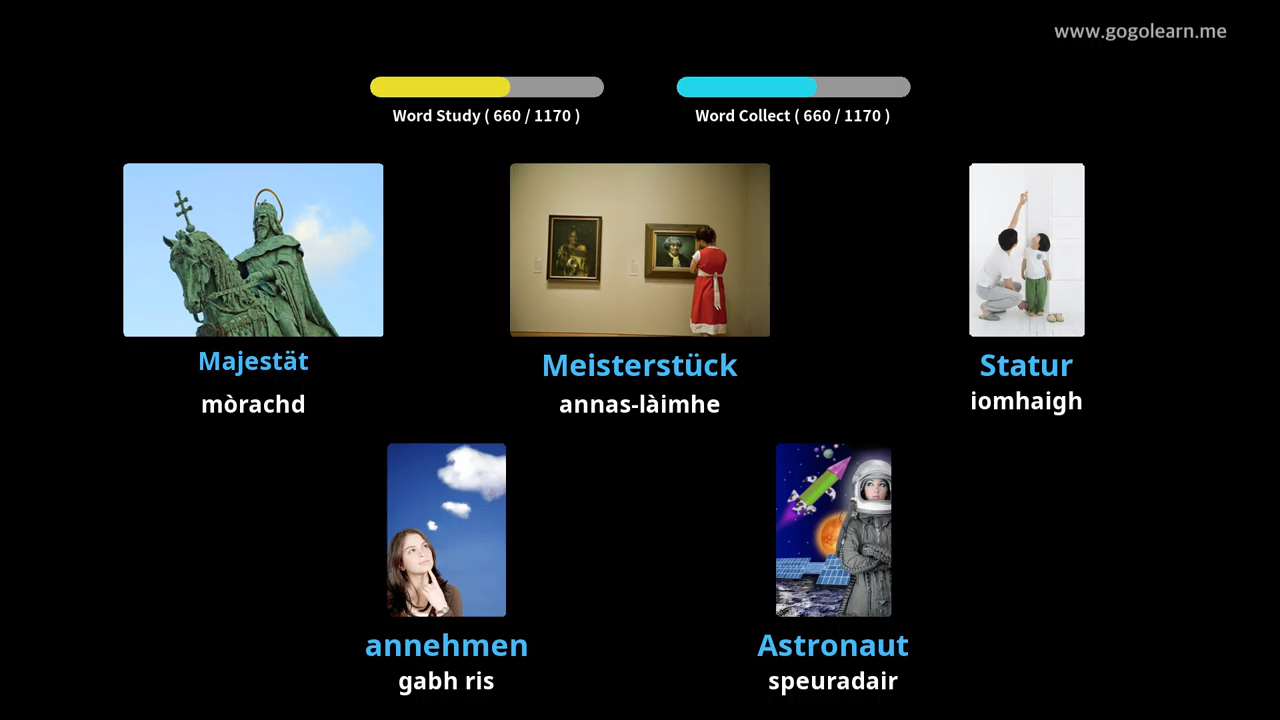 www.gogolearn.me
Word Study ( 660 / 1170 )
Word Collect ( 660 / 1170 )
Majestät
mòrachd
Meisterstück
annas-làimhe
Statur
iomhaigh
annehmen
gabh ris
Astronaut
speuradair